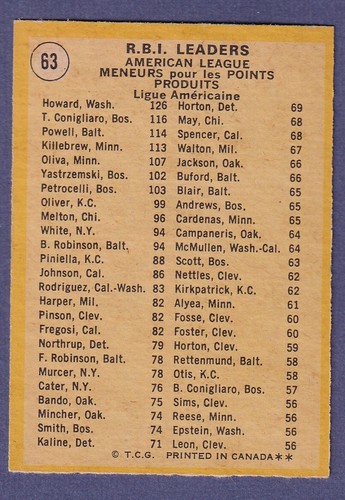 63
R.B.I. LEADERS
AMERICAN LEAGUE
MENEURS pour les POINTS
PRODUITS
Ligue Américaine
Howard, Wash. 126 Horton, Det. 69
T. Conigliaro, Bos. 116 May, Chi. 68
Powell, Balt. 114 Spencer, Cal. 68
Killebrew, Minn. 113 Walton, Mil. 67
Oliva, Minn. 107 Jackson, Oak. 66
Yastrzemski, Bos. 102 Buford, Balt. 66
Petrocelli, Bos. 103 Blair, Balt. 65
Oliver, K.C. 99 Andrews, Bos. 65
Melton, Chi. 96 Cardenas, Minn. 65
White, N.Y. 94 Campaneris, Oak. 64
B. Robinson, Balt. 94 McMullen, Wash.-Cal. 64
Piniella, K.C. 88 Scott, Bos. 63
Johnson, Cal. 86 Nettles, Clev. 62
Rodriguez, Cal.-Wash. 83 Kirkpatrick, K.C. 62
Harper, Mil. 82 Alyea, Minn. 61
Pinson, Clev. 82 Fosse, Clev. 60
Fregosi, Cal. 82 Foster, Clev. 60
Northrup, Det. 79 Horton, Clev. 59
F. Robinson, Balt. 78 Rettenmund, Balt. 58
Murcer, N.Y. 78 Otis, K.C. 58
Cater, N.Y. 76 B. Conigliaro, Bos. 57
Bando, Oak. 75 Sims, Clev. 56
Mincher, Oak. 74 Reese, Minn. 56
Smith, Bos. 74 Epstein, Wash. 56
Kaline, Det. 71 Leon, Clev. 56
© T.C.G. PRINTED IN CANADA**